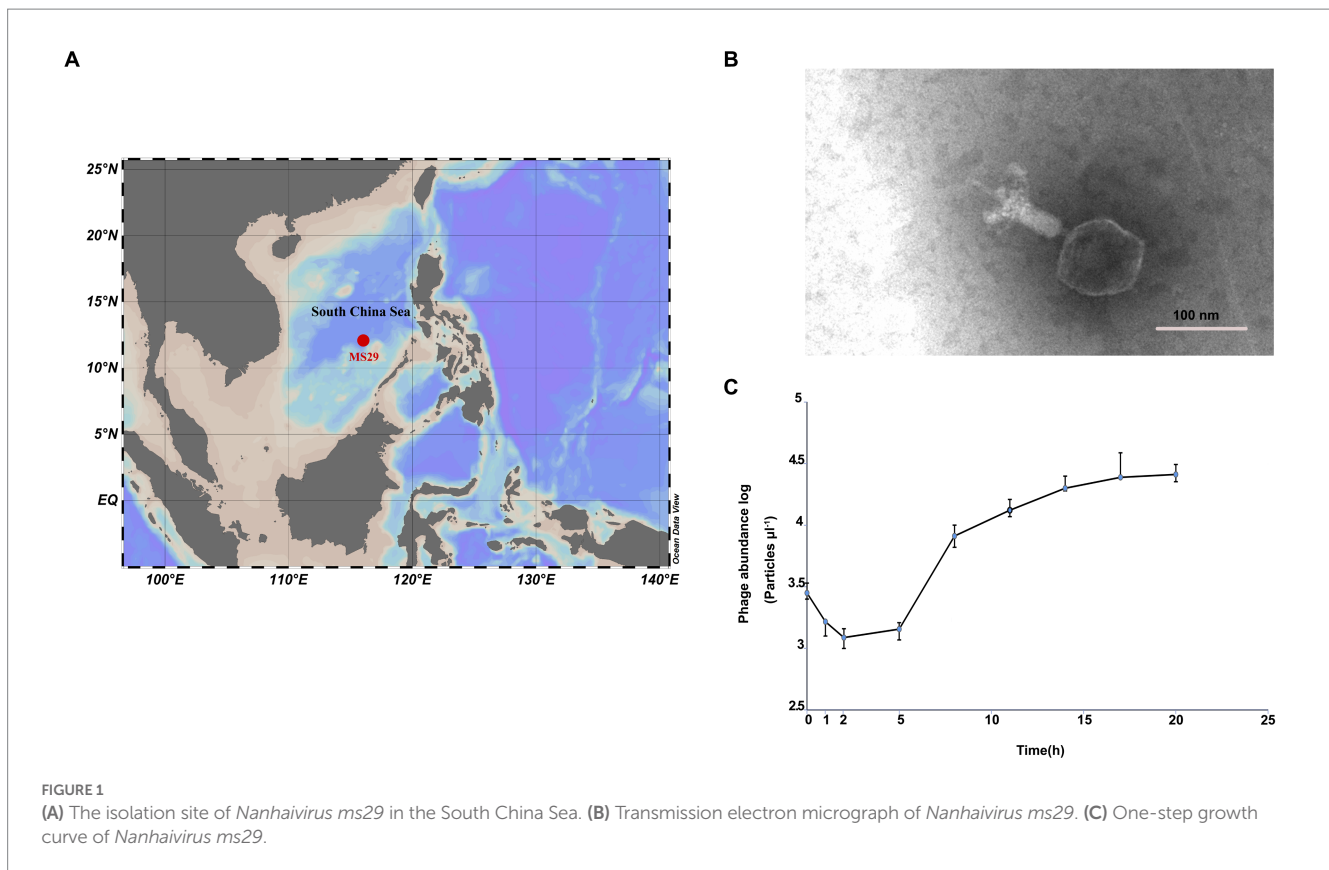 A
25°N
20°N
15°N
10°N
5°N
EQ
100°E
110°E
120°E
130°E
140°E
South China Sea
MS29
Ocean Data View
B
100 nm
C
Phage abundance log
(Particles µl⁻¹)
5
4.5
4
3.5
3
2.5
0
1
2
5
10
15
20
25
Time(h)
FIGURE 1
(A) The isolation site of Nanhaivirus ms29 in the South China Sea. (B) Transmission electron micrograph of Nanhaivirus ms29. (C) One-step growth
curve of Nanhaivirus ms29.